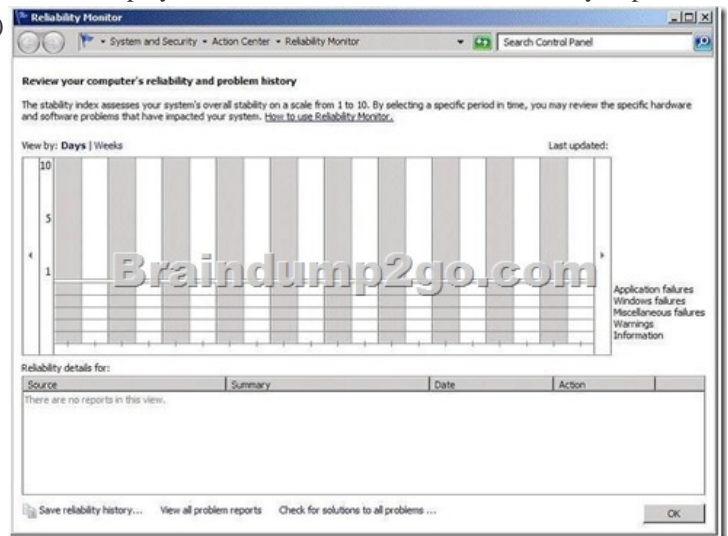 Reliability Monitor
System and Security
Action Center
Reliability Monitor
Search Control Panel
Review your computer's reliability and problem history
The stability index assesses your system's overall stability on a scale from 1 to 10. By selecting a specific period in time, you may review the specific hardware
and software problems that have impacted your system. How to use Reliability Monitor.
View by: Days | Weeks
Last updated:
10
5
1
Braindump2go.com
Application failures
Windows failures
Miscellaneous failures
Warnings
Information
Reliability details for:
Source Summary Date Action
There are no reports in this view.
Save reliability history... View all problem reports Check for solutions to all problems ...
OK